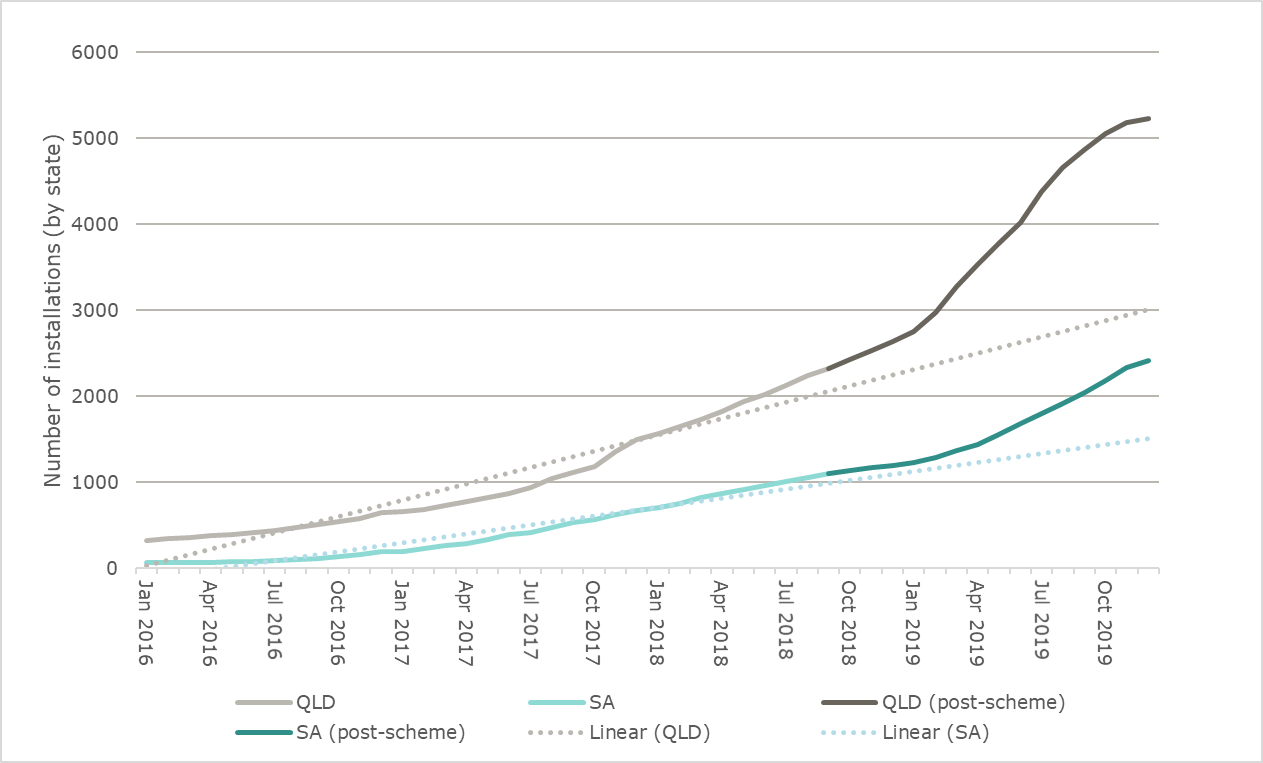 6000
5000
4000
3000
2000
1000
0
Number of installations (by state)
Jan 2016
Apr 2016
Jul 2016
Oct 2016
Jan 2017
Apr 2017
Jul 2017
Oct 2017
Jan 2018
Apr 2018
Jul 2018
Oct 2018
Jan 2019
Apr 2019
Jul 2019
Oct 2019
QLD
SA
QLD (post-scheme)
SA (post-scheme)
Linear (QLD)
Linear (SA)